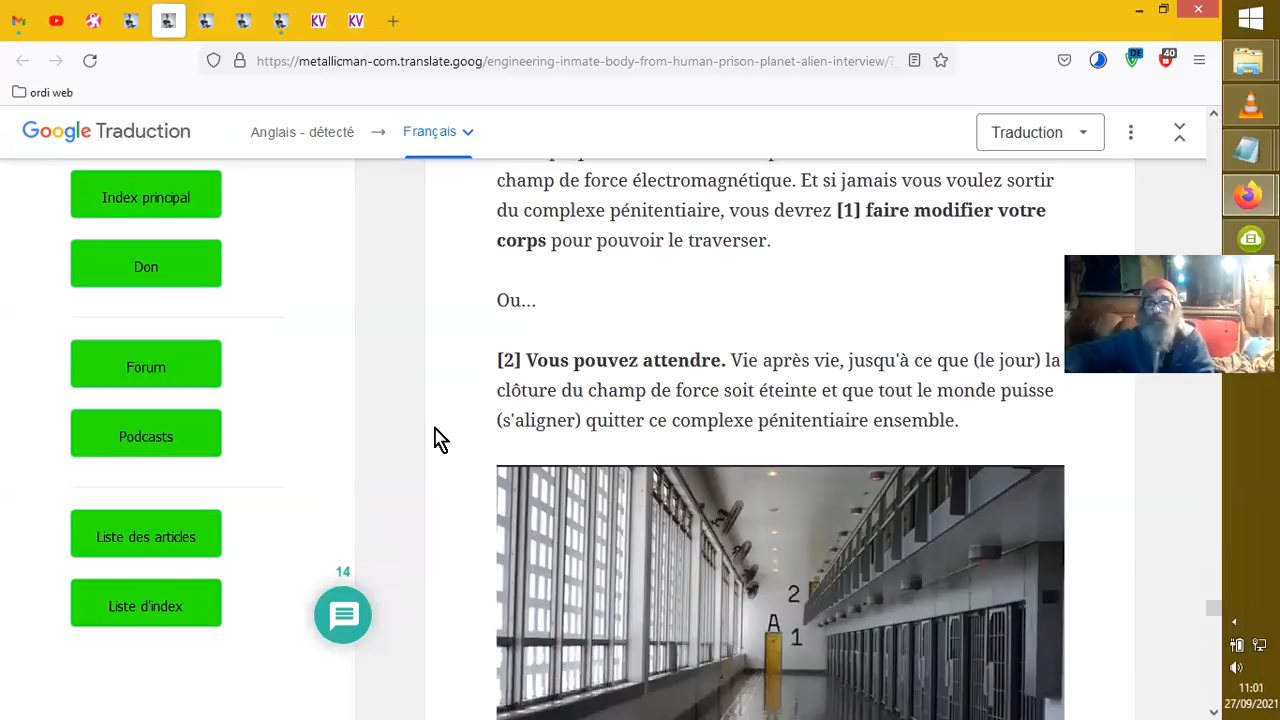 KV
KV
https://metallicman-com.translate.goog/engineering-inmate-body-from-human-prison-planet-alien-interview/?
DE
40
ordi web
Google Traduction
Anglais - détecté
Français
Traduction
Index principal
Don
Forum
Podcasts
Liste des articles
Liste d'index
14
champ de force électromagnétique. Et si jamais vous voulez sortir
du complexe pénitentiaire, vous devrez [1] faire modifier votre
corps pour pouvoir le traverser.
Ou...
[2] Vous pouvez attendre. Vie après vie, jusqu'à ce que (le jour) la
clôture du champ de force soit éteinte et que tout le monde puisse
(s'aligner) quitter ce complexe pénitentiaire ensemble.
2
A
1
11:01
27/09/2021